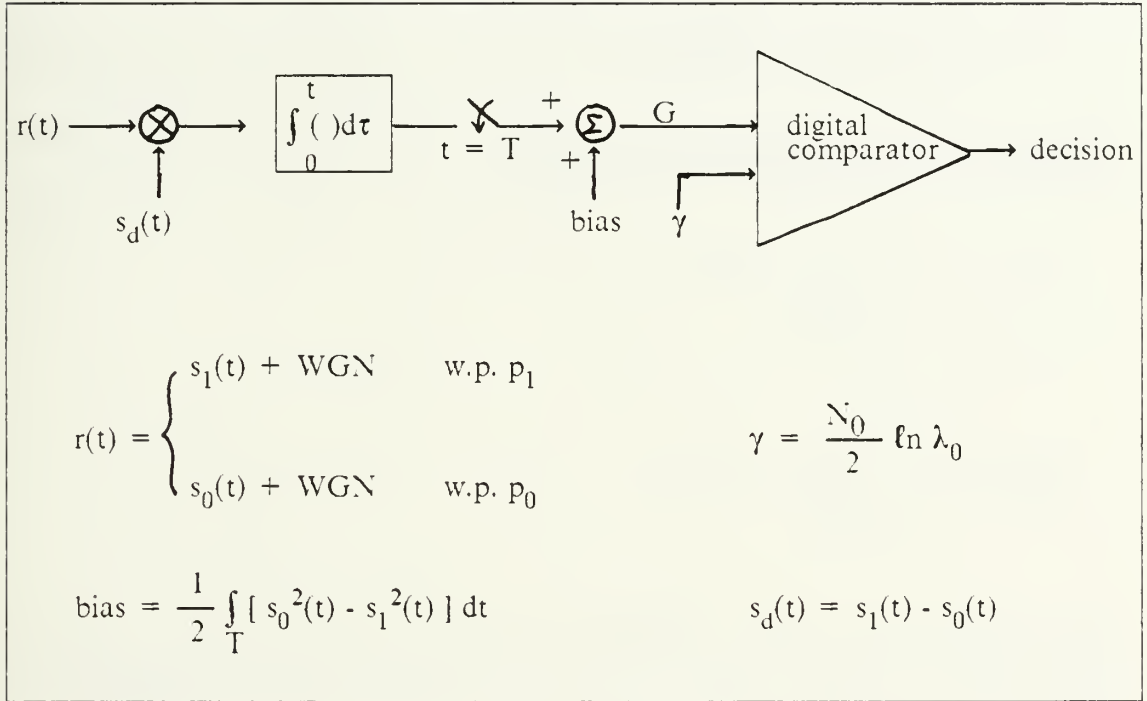 r(t)
s_d(t)
t
∫ ( )dτ
0
t = T
+
+
Σ
bias
G
γ
digital
comparator
decision
r(t) = { s_1(t) + WGN w.p. p_1
s_0(t) + WGN w.p. p_0
γ = N_0/2 ℓn λ_0
bias = 1/2 ∫_T [ s_0^2(t) - s_1^2(t) ] dt
s_d(t) = s_1(t) - s_0(t)